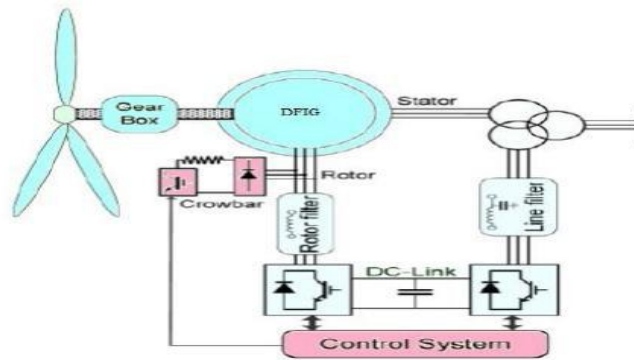 Gear
Box
DFIG
Stator
Rotor
Crowbar
Rotor filter
Line filter
DC-Link
Control System